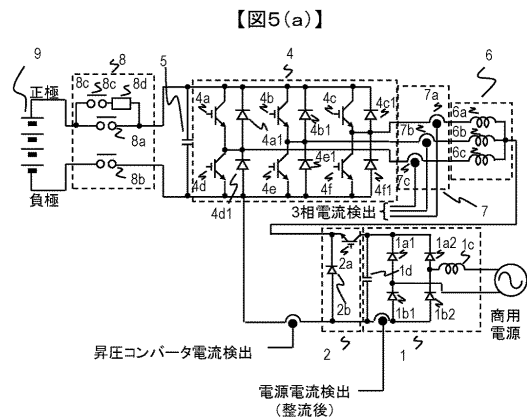 【図5(a)】
9
正極
負極
8
8c
8c
8d
8a
8b
5
4
4a
4b
4c
4c1
4a1
4b1
4d
4e
4e1
4f
4f1
4d1
7a
7b
7c
7
6
6a
6b
6c
3相電流検出
2a
2b
2
1d
1a1
1a2
1c
1b1
1b2
1
商用
電源
昇圧コンバータ電流検出
電源電流検出
(整流後)